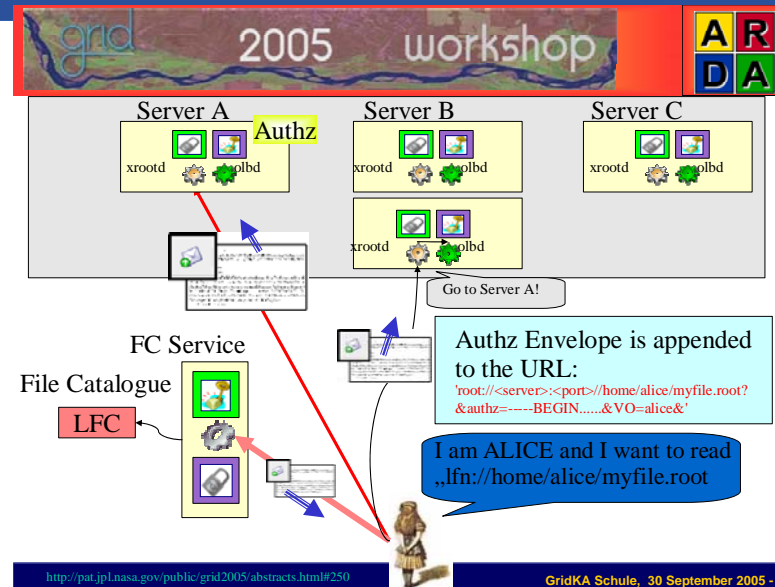 grid 2005 workshop
A R
D A
Server A
Server B
Server C
Authz
xrootd olbd
xrootd olbd
xrootd olbd
xrootd olbd
Go to Server A!
Authz Envelope is appended
to the URL:
'root://<server>:<port>//home/alice/myfile.root?
&authz=-----BEGIN......&VO=alice&'
FC Service
File Catalogue
LFC
I am ALICE and I want to read
„lfn://home/alice/myfile.root
http://pat.jpl.nasa.gov/public/grid2005/abstracts.html#250
GridKA Schule, 30 September 2005 -